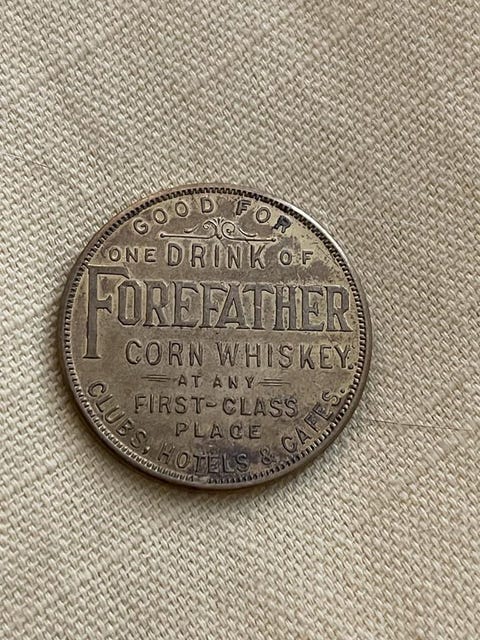 GOOD FOR
ONE DRINK OF
FOREFATHER
CORN WHISKEY.
AT ANY
FIRST-CLASS
PLACE
CLUBS, HOTELS & CAFES.